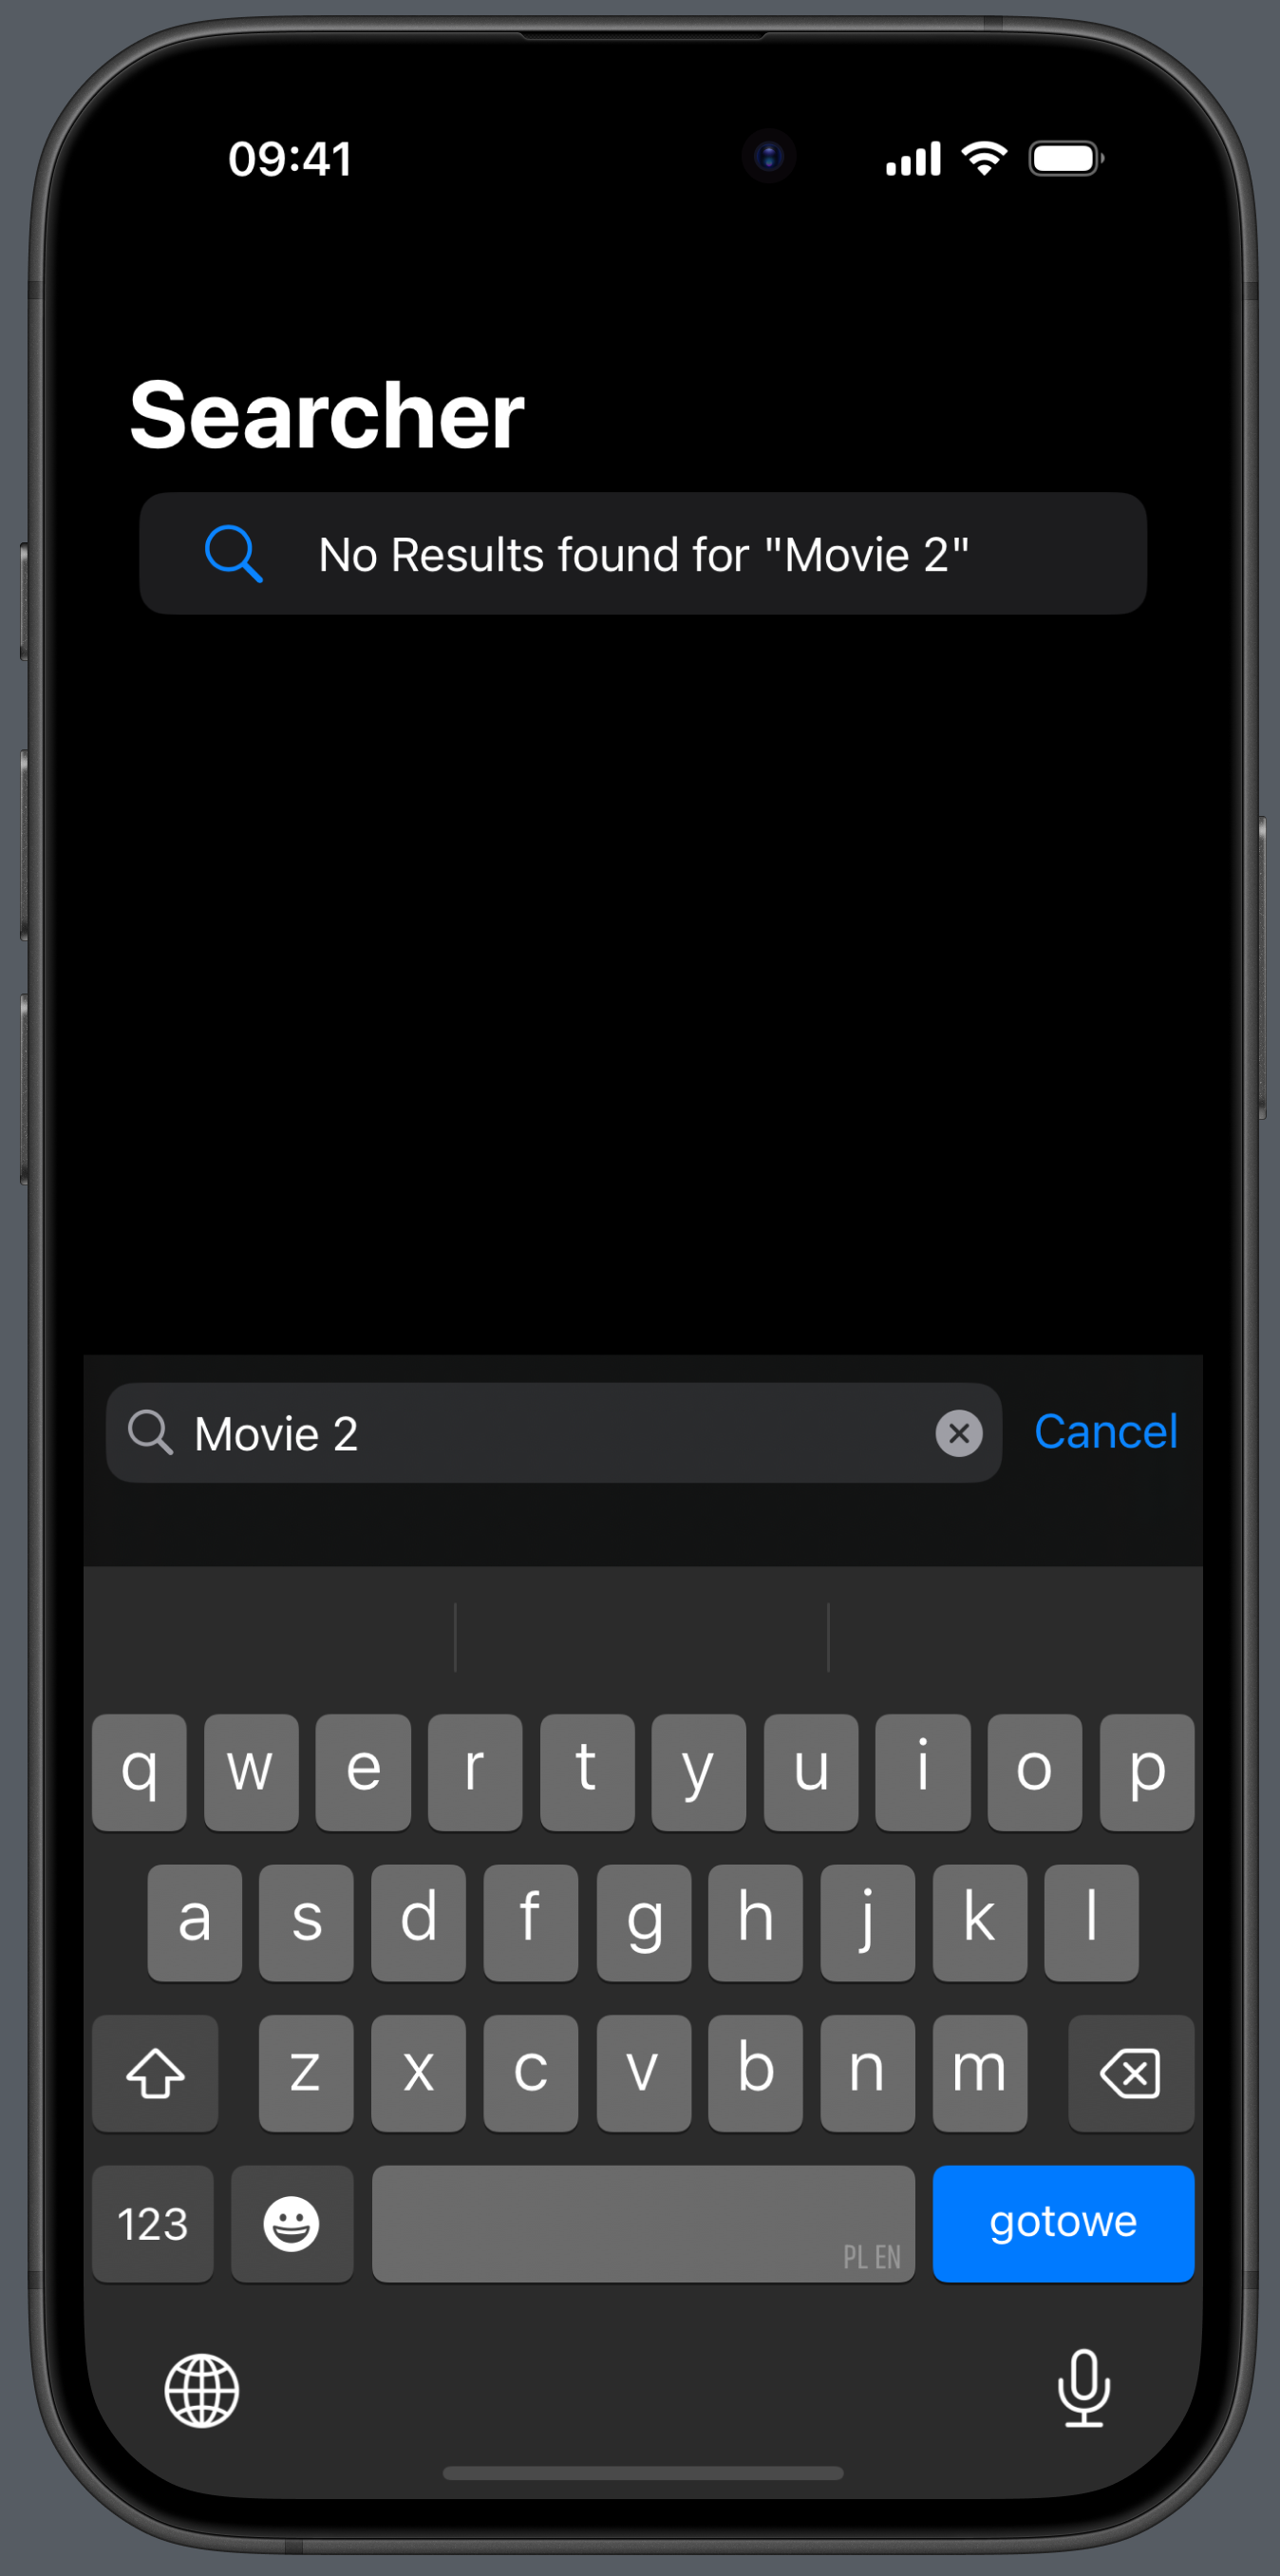 09:41
Searcher
No Results found for "Movie 2"
Movie 2 Cancel
q w e r t y u i o p
a s d f g h j k l
z x c v b n m
123 PL EN gotowe